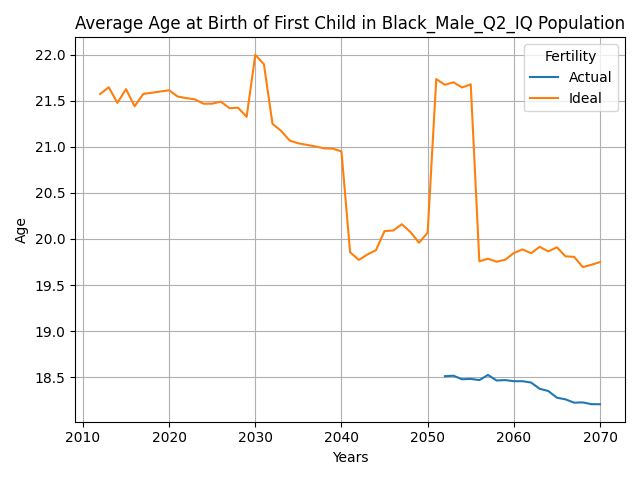 Average Age at Birth of First Child in Black_Male_Q2_IQ Population
Fertility
Actual
Ideal
Age
22.0
21.5
21.0
20.5
20.0
19.5
19.0
18.5
2010 2020 2030 2040 2050 2060 2070
Years